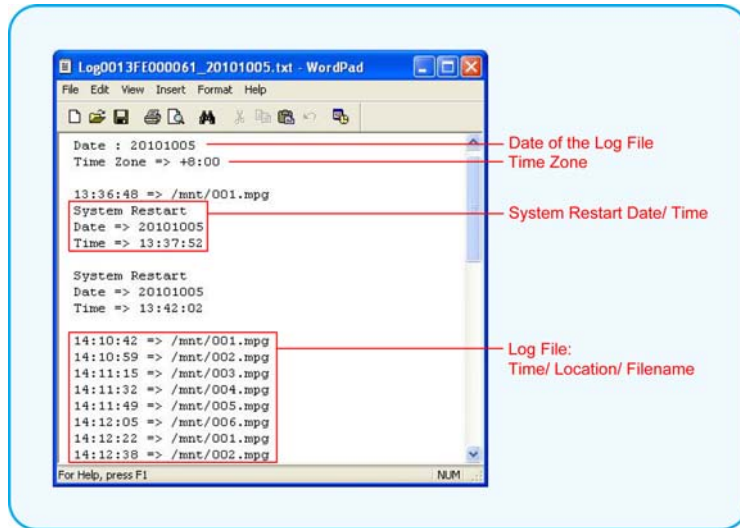 Log0013FE000061_20101005.txt - WordPad
File Edit View Insert Format Help
Date : 20101005
Time Zone => +8:00
13:36:48 => /mnt/001.mpg
System Restart
Date => 20101005
Time => 13:37:52
System Restart
Date => 20101005
Time => 13:42:02
14:10:42 => /mnt/001.mpg
14:10:59 => /mnt/002.mpg
14:11:15 => /mnt/003.mpg
14:11:32 => /mnt/004.mpg
14:11:49 => /mnt/005.mpg
14:12:05 => /mnt/006.mpg
14:12:22 => /mnt/001.mpg
14:12:38 => /mnt/002.mpg
For Help, press F1
NUM
Date of the Log File
Time Zone
System Restart Date/ Time
Log File:
Time/ Location/ Filename